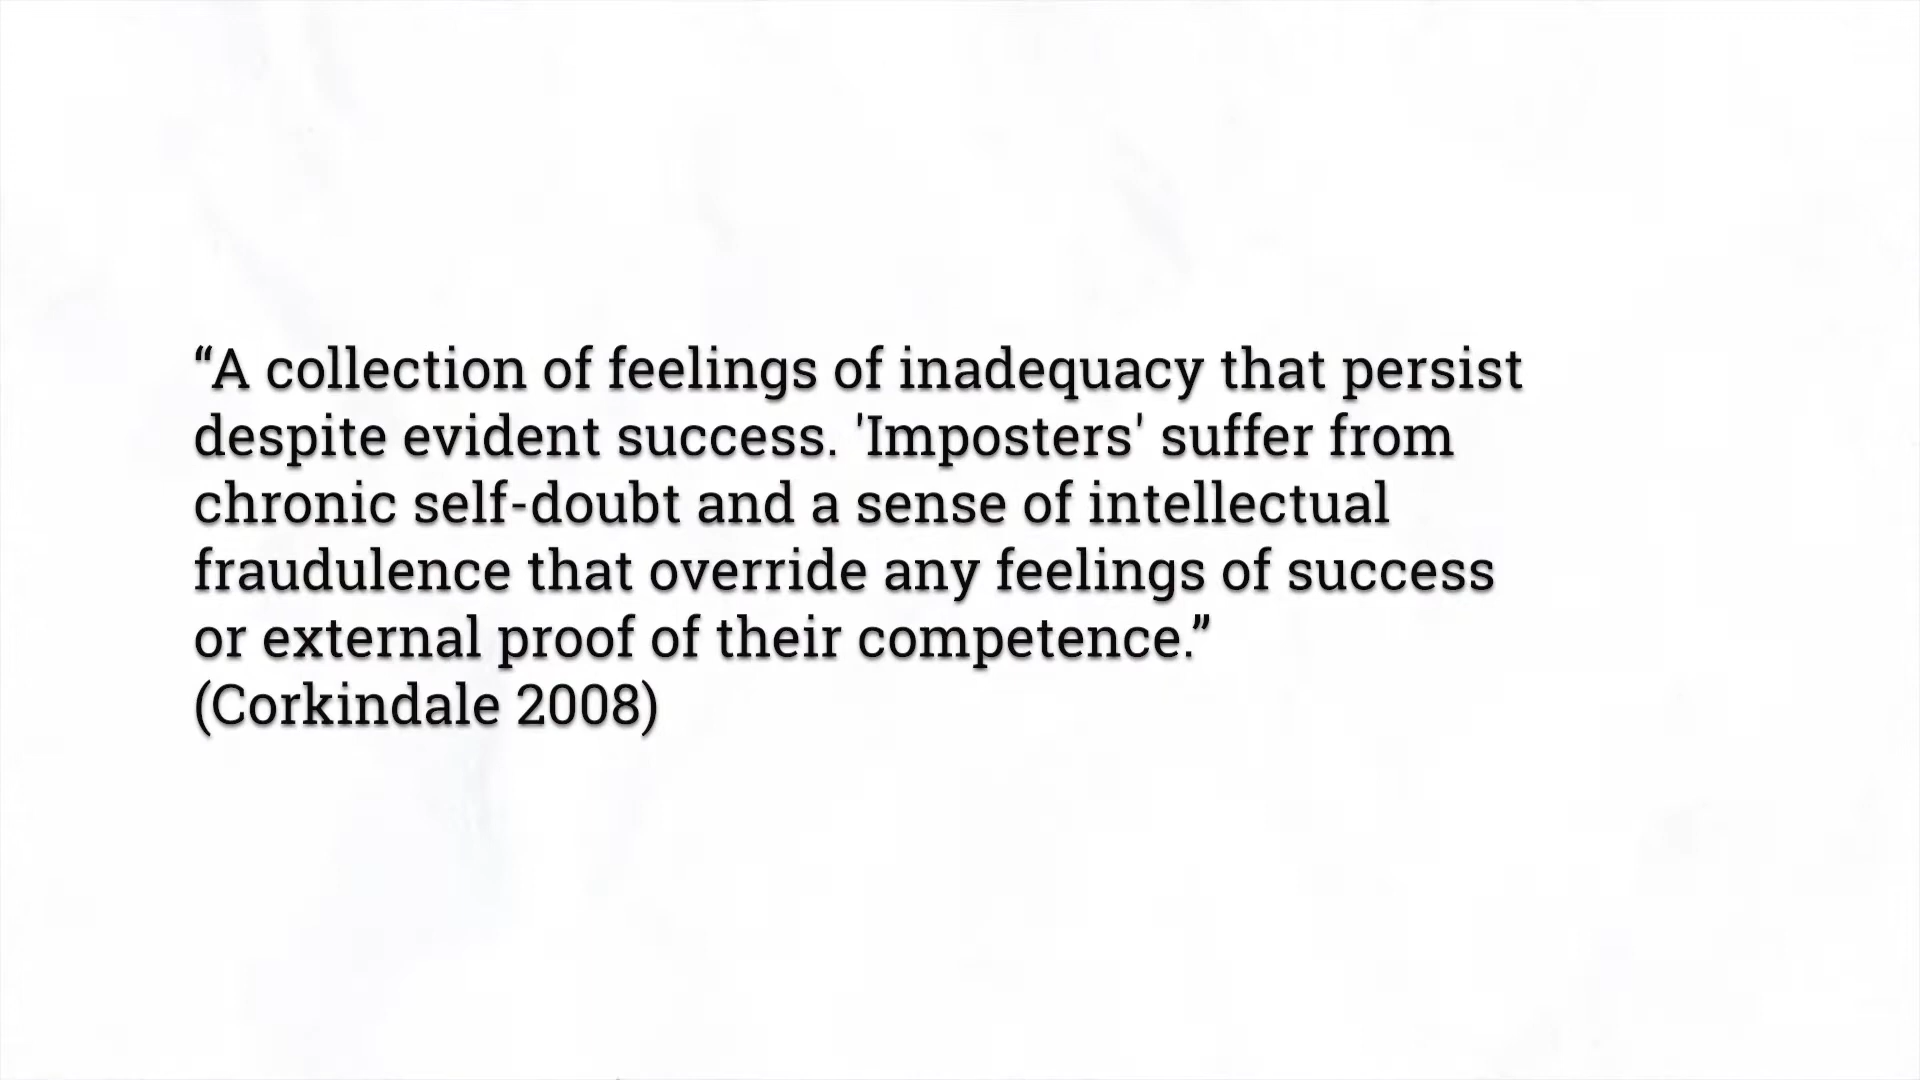 “A collection of feelings of inadequacy that persist
despite evident success. 'Imposters' suffer from
chronic self-doubt and a sense of intellectual
fraudulence that override any feelings of success
or external proof of their competence.”
(Corkindale 2008)